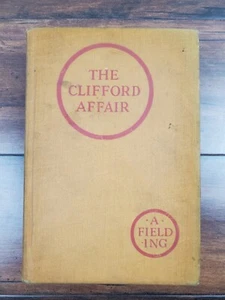 THE
CLIFFORD
AFFAIR
· A ·
FIELD
ING